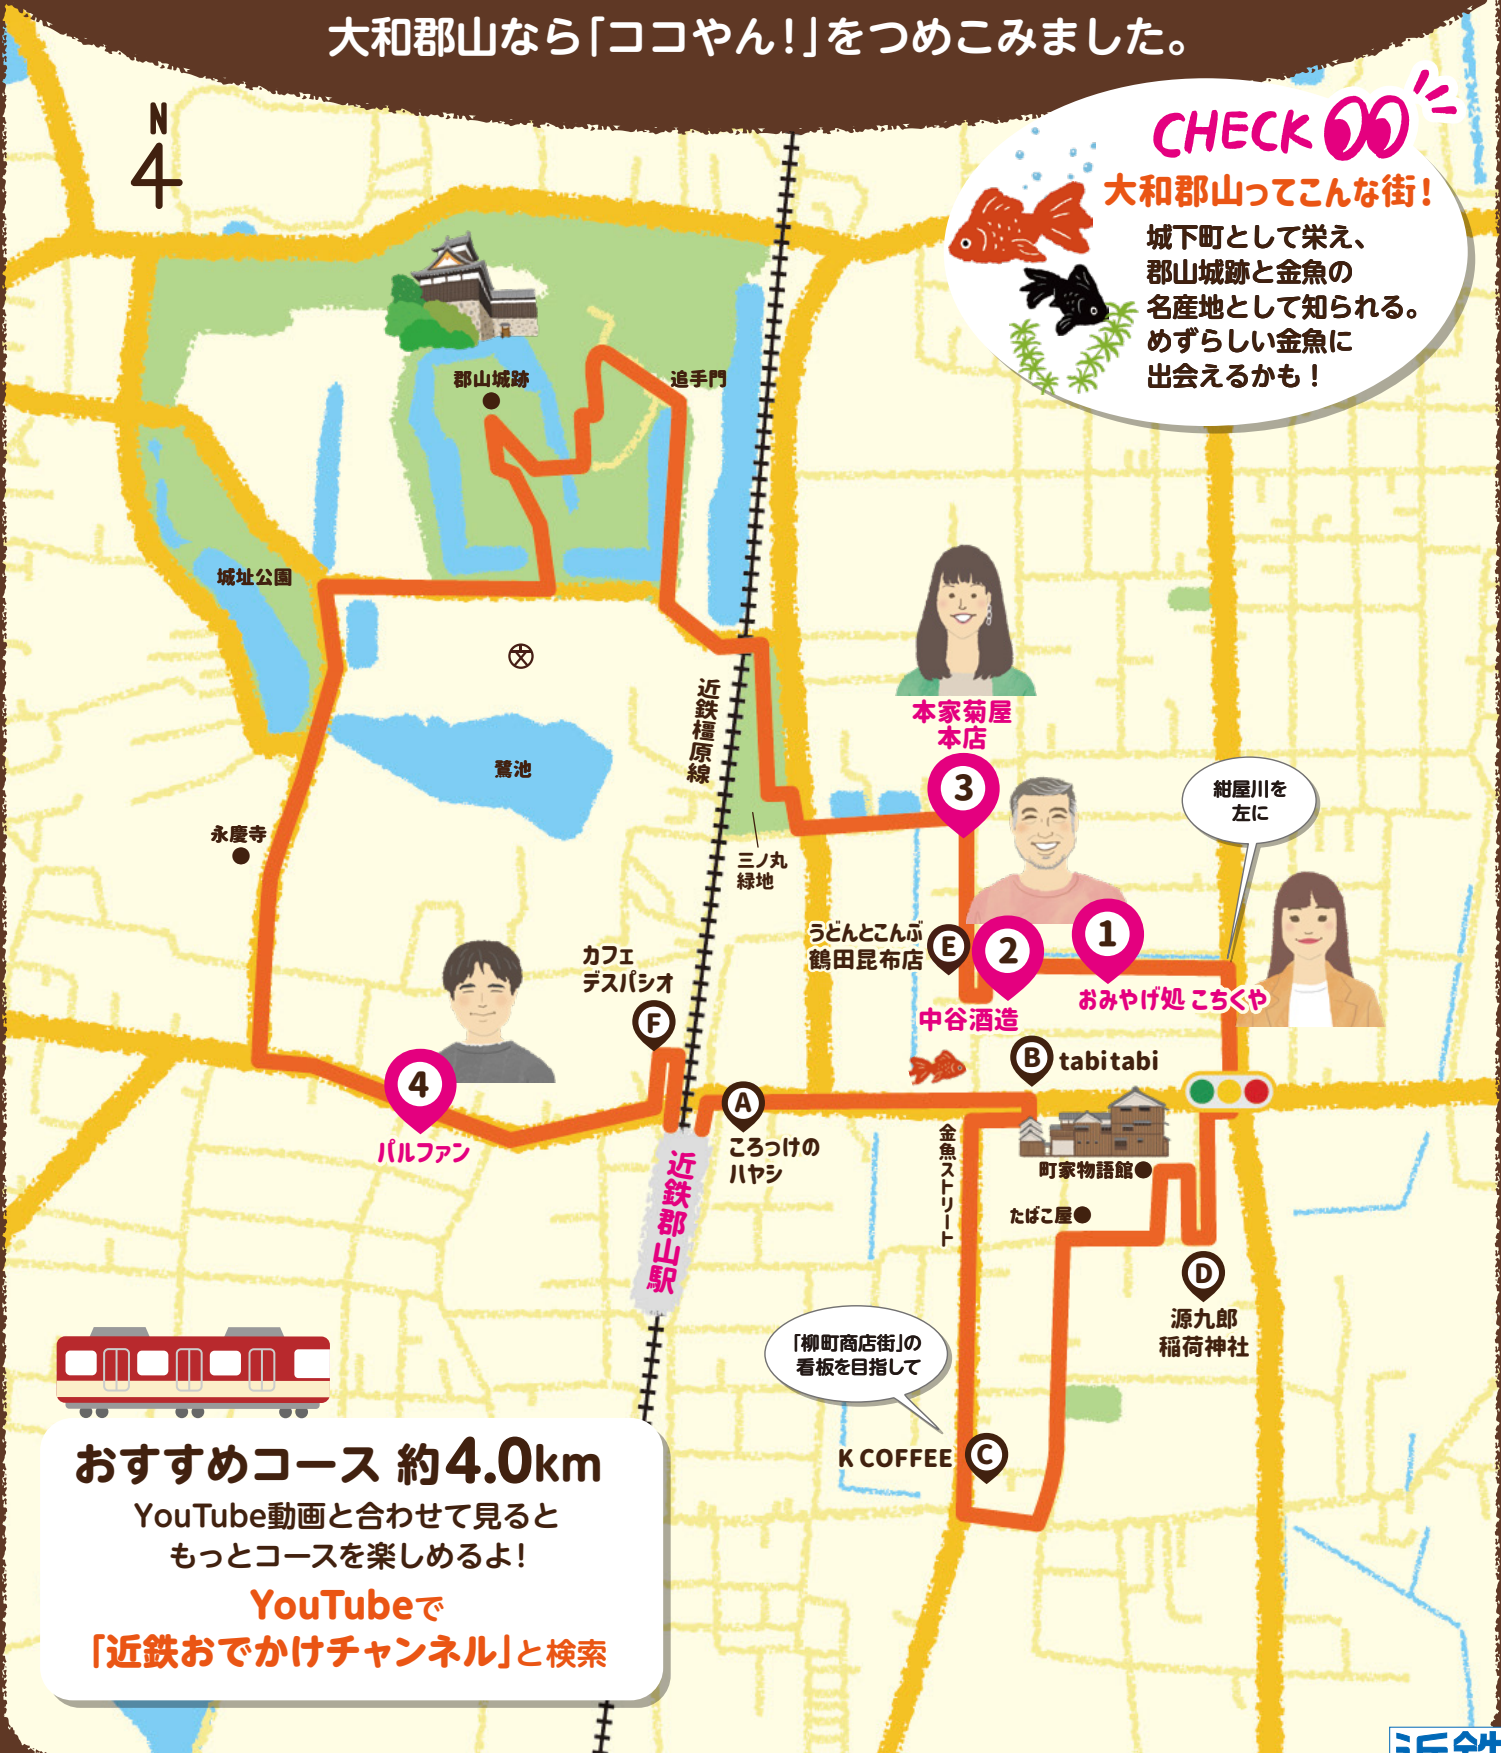 大和郡山なら「ココやん!」をつめこみました。
N
CHECK
大和郡山ってこんな街!
城下町として栄え、
郡山城跡と金魚の
名産地として知られる。
めずらしい金魚に
出会えるかも!
郡山城跡
追手門
城址公園
近鉄橿原線
鷺池
永慶寺
三ノ丸
緑地
本家菊屋
本店
3
紺屋川を
左に
うどんとこんぶ
鶴田昆布店
E
2
1
中谷酒造
おみやげ処 こちくや
カフェ
デスパシオ
F
B
tabitabi
4
パルファン
A
ころっけの
ハヤシ
近鉄郡山駅
金魚ストリート
町家物語館
たばこ屋
D
源九郎
稲荷神社
「柳町商店街」の
看板を目指して
K COFFEE
C
おすすめコース 約4.0km
YouTube動画と合わせて見ると
もっとコースを楽しめるよ!
YouTubeで
「近鉄おでかけチャンネル」と検索
近鉄